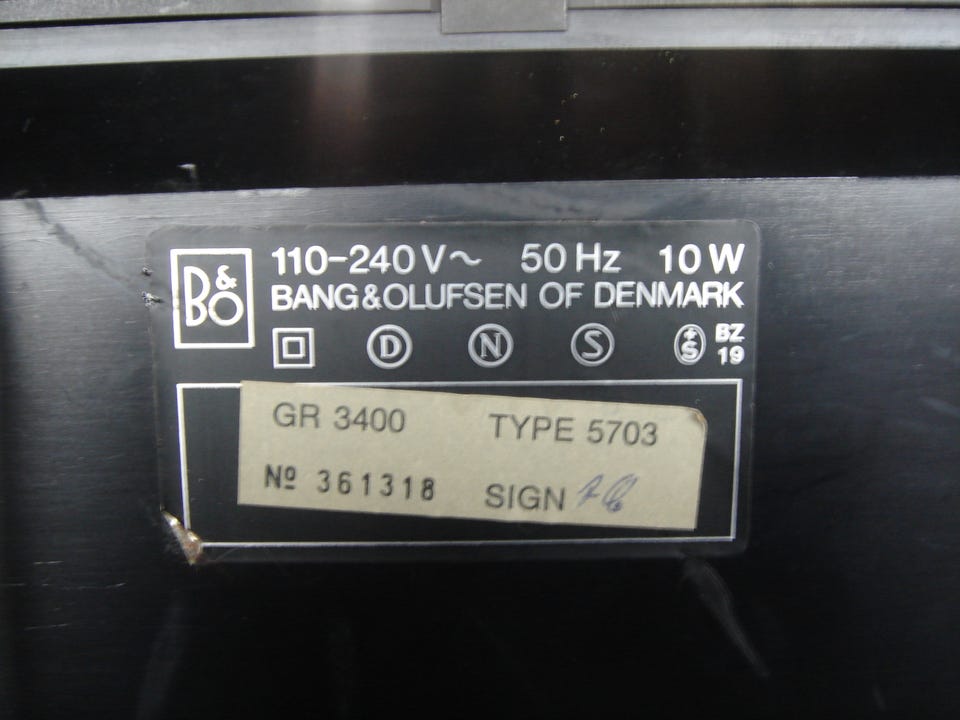 B&O
110-240V~ 50 Hz 10 W
BANG&OLUFSEN OF DENMARK
D N S +S BZ 19
GR 3400 TYPE 5703
Nº 361318 SIGN